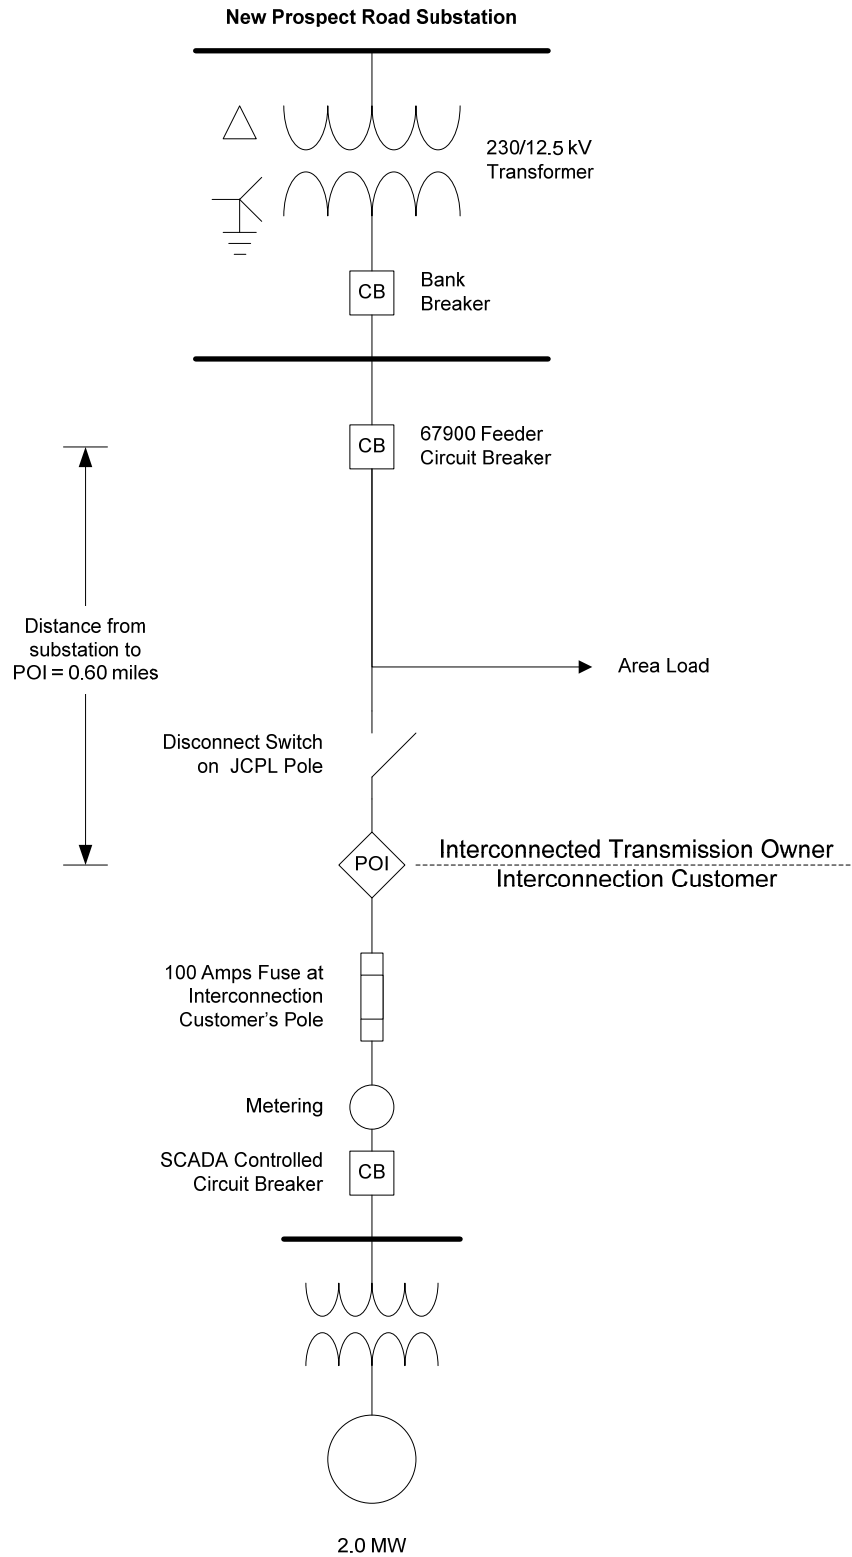 New Prospect Road Substation
230/12.5 kV
Transformer
CB
Bank
Breaker
CB
67900 Feeder
Circuit Breaker
Distance from
substation to
POI = 0.60 miles
Area Load
Disconnect Switch
on JCPL Pole
POI
Interconnected Transmission Owner
Interconnection Customer
100 Amps Fuse at
Interconnection
Customer's Pole
Metering
SCADA Controlled
Circuit Breaker
CB
2.0 MW